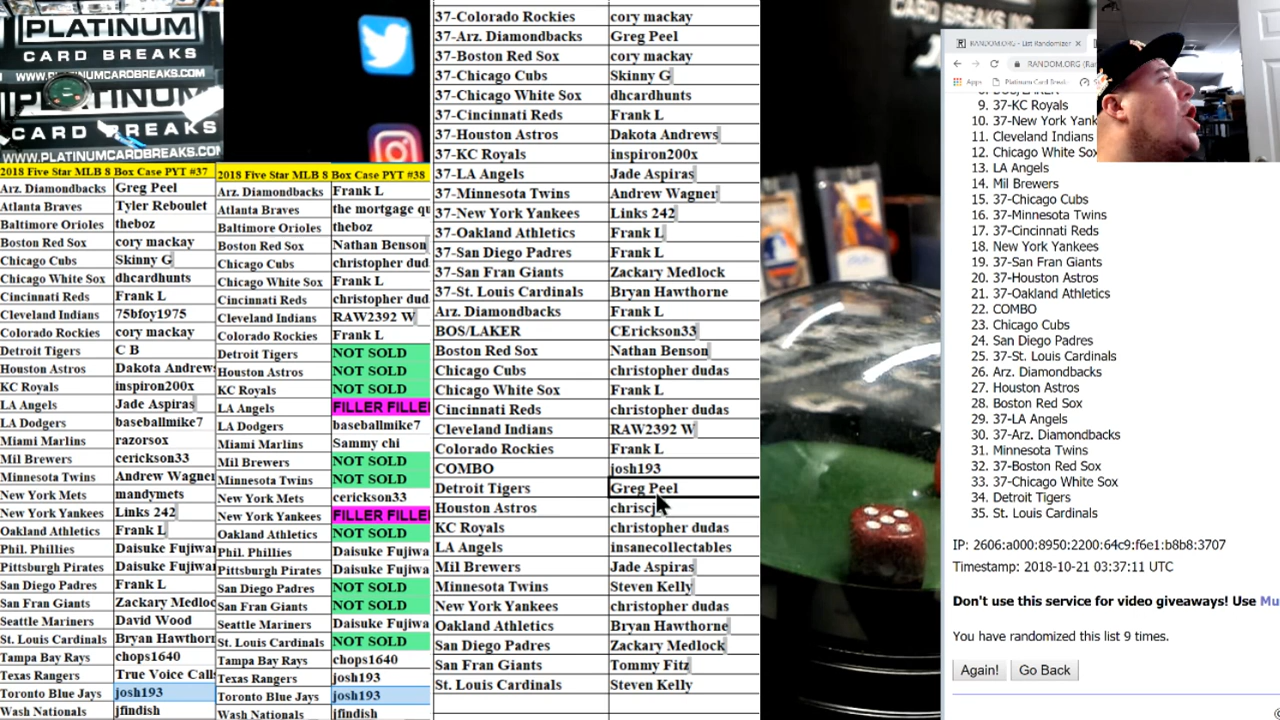 PLATINUM
CARD BREAKS
WWW.PLATINUMCARDBREAKS.COM
PLATINUM
CARD BREAKS
WWW.PLATINUMCARDBREAKS.COM
2018 Five Star MLB 8 Box Case PYT #37
Arz. Diamondbacks Greg Peel
Atlanta Braves Tyler Reboulet
Baltimore Orioles theboz
Boston Red Sox cory mackay
Chicago Cubs Skinny G
Chicago White Sox dhcardhunts
Cincinnati Reds Frank L
Cleveland Indians 75bfoy1975
Colorado Rockies cory mackay
Detroit Tigers C B
Houston Astros Dakota Andrews
KC Royals inspiron200x
LA Angels Jade Aspiras
LA Dodgers baseballmike7
Miami Marlins razorsox
Mil Brewers cerickson33
Minnesota Twins Andrew Wagner
New York Mets mandymets
New York Yankees Links 242
Oakland Athletics Frank L
Phil. Phillies Daisuke Fujiwa
Pittsburgh Pirates Daisuke Fujiwa
San Diego Padres Frank L
San Fran Giants Zackary Medloc
Seattle Mariners David Wood
St. Louis Cardinals Bryan Hawthorn
Tampa Bay Rays chops1640
Texas Rangers True Voice Calls
Toronto Blue Jays josh193
Wash Nationals jfindish
2018 Five Star MLB 8 Box Case PYT #38
Arz. Diamondbacks Frank L
Atlanta Braves the mortgage qu
Baltimore Orioles theboz
Boston Red Sox Nathan Benson
Chicago Cubs christopher dud
Chicago White Sox Frank L
Cincinnati Reds christopher dud
Cleveland Indians RAW2392 W
Colorado Rockies Frank L
Detroit Tigers NOT SOLD
Houston Astros NOT SOLD
KC Royals NOT SOLD
LA Angels FILLER FILLE
LA Dodgers baseballmike7
Miami Marlins Sammy chi
Mil Brewers NOT SOLD
Minnesota Twins NOT SOLD
New York Mets cerickson33
New York Yankees FILLER FILLE
Oakland Athletics NOT SOLD
Phil. Phillies Daisuke Fujiwa
Pittsburgh Pirates Daisuke Fujiwa
San Diego Padres NOT SOLD
San Fran Giants NOT SOLD
Seattle Mariners Daisuke Fujiwa
St. Louis Cardinals NOT SOLD
Tampa Bay Rays chops1640
Texas Rangers josh193
Toronto Blue Jays josh193
Wash Nationals jfindish
37-Colorado Rockies cory mackay
37-Arz. Diamondbacks Greg Peel
37-Boston Red Sox cory mackay
37-Chicago Cubs Skinny G
37-Chicago White Sox dhcardhunts
37-Cincinnati Reds Frank L
37-Houston Astros Dakota Andrews
37-KC Royals inspiron200x
37-LA Angels Jade Aspiras
37-Minnesota Twins Andrew Wagner
37-New York Yankees Links 242
37-Oakland Athletics Frank L
37-San Diego Padres Frank L
37-San Fran Giants Zackary Medlock
37-St. Louis Cardinals Bryan Hawthorne
Arz. Diamondbacks Frank L
BOS/LAKER CErickson33
Boston Red Sox Nathan Benson
Chicago Cubs christopher dudas
Chicago White Sox Frank L
Cincinnati Reds christopher dudas
Cleveland Indians RAW2392 W
Colorado Rockies Frank L
COMBO josh193
Detroit Tigers Greg Peel
Houston Astros chriscj
KC Royals christopher dudas
LA Angels insanecollectables
Mil Brewers Jade Aspiras
Minnesota Twins Steven Kelly
New York Yankees christopher dudas
Oakland Athletics Bryan Hawthorne
San Diego Padres Zackary Medlock
San Fran Giants Tommy Fitz
St. Louis Cardinals Steven Kelly
CARD BREAKS INC
RANDOM.ORG - List Randomizer
RANDOM.ORG (Ra
Apps Platinum Card Break
8. BOS/LAKER
9. 37-KC Royals
10. 37-New York Yank
11. Cleveland Indians
12. Chicago White Sox
13. LA Angels
14. Mil Brewers
15. 37-Chicago Cubs
16. 37-Minnesota Twins
17. 37-Cincinnati Reds
18. New York Yankees
19. 37-San Fran Giants
20. 37-Houston Astros
21. 37-Oakland Athletics
22. COMBO
23. Chicago Cubs
24. San Diego Padres
25. 37-St. Louis Cardinals
26. Arz. Diamondbacks
27. Houston Astros
28. Boston Red Sox
29. 37-LA Angels
30. 37-Arz. Diamondbacks
31. Minnesota Twins
32. 37-Boston Red Sox
33. 37-Chicago White Sox
34. Detroit Tigers
35. St. Louis Cardinals
IP: 2606:a000:8950:2200:64c9:f6e1:b8b8:3707
Timestamp: 2018-10-21 03:37:11 UTC
Don't use this service for video giveaways! Use Mu
You have randomized this list 9 times.
Again! Go Back